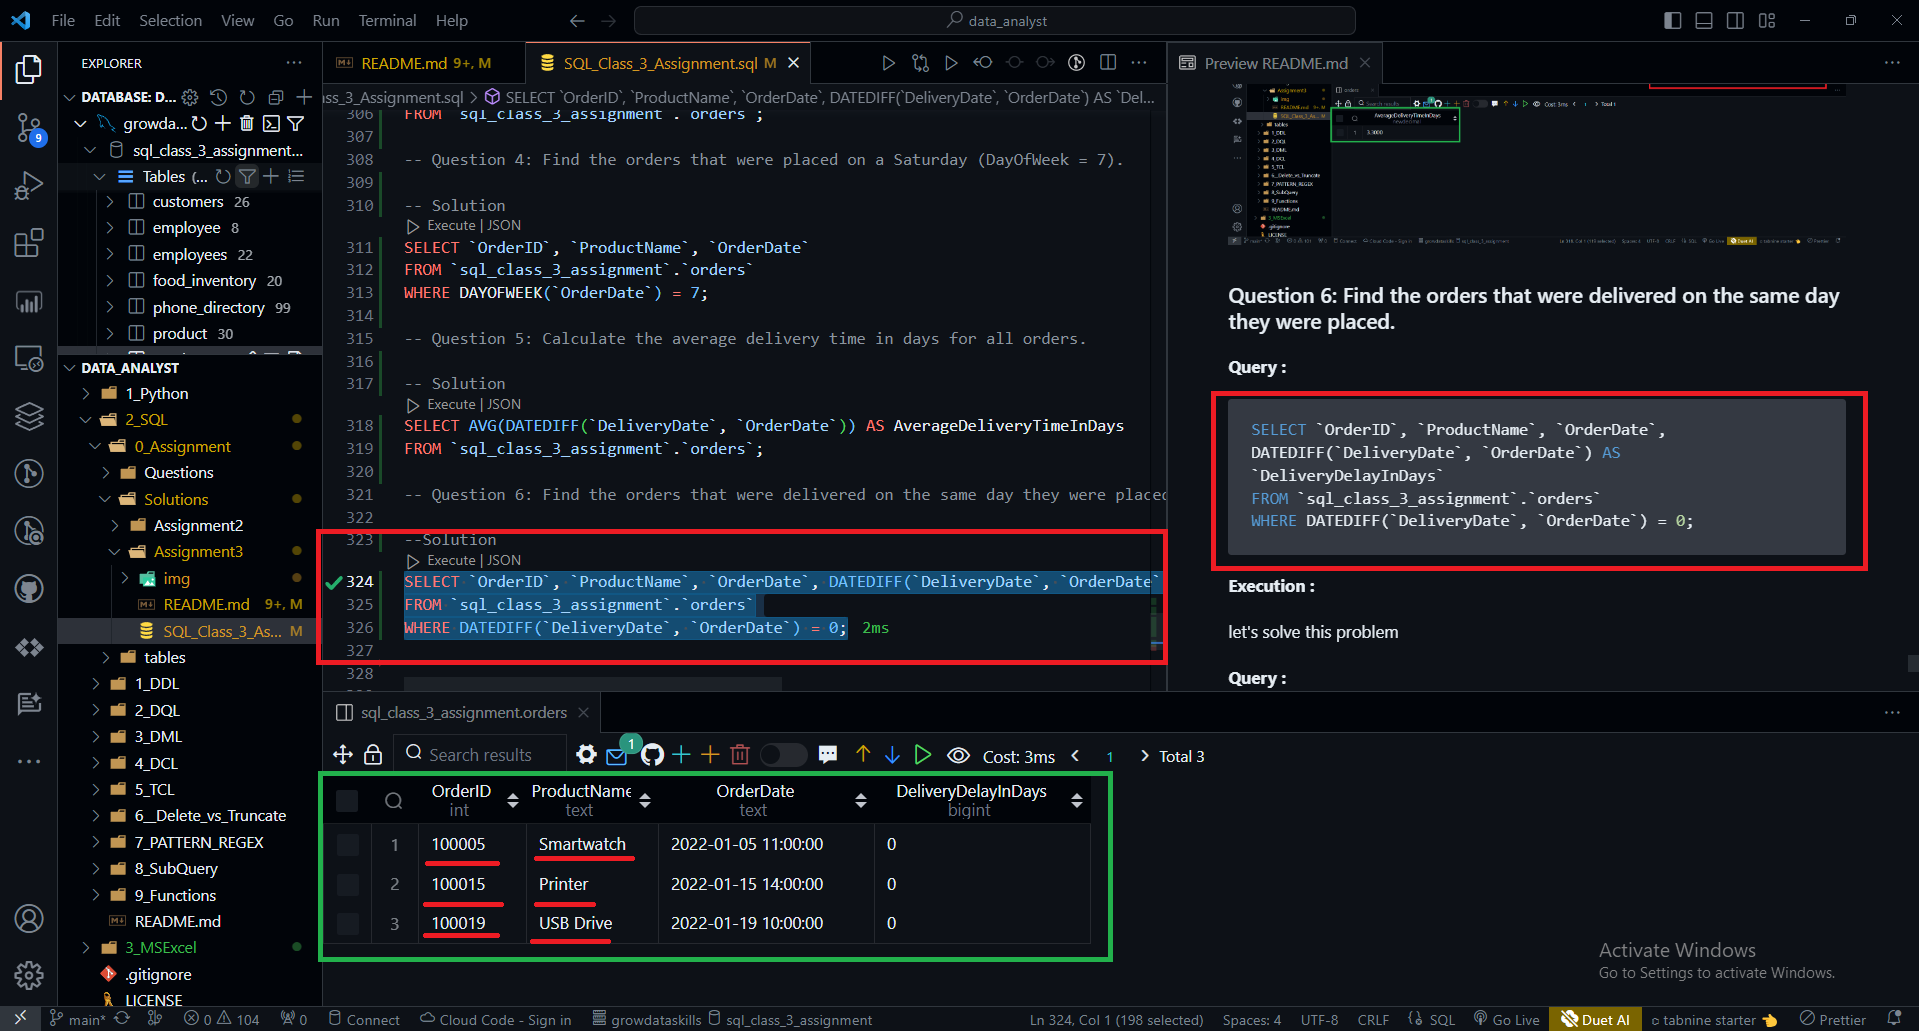 File Edit Selection View Go Run Terminal Help
data_analyst
EXPLORER
DATABASE: D...
growda...
sql_class_3_assignment...
Tables (...
customers 26
employee 8
employees 22
food_inventory 20
phone_directory 99
product 30
DATA_ANALYST
1_Python
2_SQL
0_Assignment
Questions
Solutions
Assignment2
Assignment3
img
README.md 9+, M
SQL_Class_3_As... M
tables
1_DDL
2_DQL
3_DML
4_DCL
5_TCL
6__Delete_vs_Truncate
7_PATTERN_REGEX
8_SubQuery
9_Functions
README.md
3_MSExcel
.gitignore
LICENSE
9
README.md 9+, M
SQL_Class_3_Assignment.sql M
ss_3_Assignment.sql > SELECT `OrderID`, `ProductName`, `OrderDate`, DATEDIFF(`DeliveryDate`, `OrderDate`) AS `Del...
306 FROM `sql_class_3_assignment`.`orders`;
307
308 -- Question 4: Find the orders that were placed on a Saturday (DayOfWeek = 7).
309
310 -- Solution
Execute | JSON
311 SELECT `OrderID`, `ProductName`, `OrderDate`
312 FROM `sql_class_3_assignment`.`orders`
313 WHERE DAYOFWEEK(`OrderDate`) = 7;
314
315 -- Question 5: Calculate the average delivery time in days for all orders.
316
317 -- Solution
Execute | JSON
318 SELECT AVG(DATEDIFF(`DeliveryDate`, `OrderDate`)) AS AverageDeliveryTimeInDays
319 FROM `sql_class_3_assignment`.`orders`;
320
321 -- Question 6: Find the orders that were delivered on the same day they were placed
322
323 --Solution
Execute | JSON
324 SELECT `OrderID`, `ProductName`, `OrderDate`, DATEDIFF(`DeliveryDate`, `OrderDate`
325 FROM `sql_class_3_assignment`.`orders`
326 WHERE DATEDIFF(`DeliveryDate`, `OrderDate`) = 0; 2ms
327
328
Preview README.md
Question 6: Find the orders that were delivered on the same day
they were placed.
Query :
SELECT `OrderID`, `ProductName`, `OrderDate`,
DATEDIFF(`DeliveryDate`, `OrderDate`) AS
`DeliveryDelayInDays`
FROM `sql_class_3_assignment`.`orders`
WHERE DATEDIFF(`DeliveryDate`, `OrderDate`) = 0;
Execution :
let's solve this problem
Query :
sql_class_3_assignment.orders
Search results
1
Cost: 3ms < 1 > Total 3
OrderID ProductName OrderDate DeliveryDelayInDays
int text text bigint
1 100005 Smartwatch 2022-01-05 11:00:00 0
2 100015 Printer 2022-01-15 14:00:00 0
3 100019 USB Drive 2022-01-19 10:00:00 0
Activate Windows
Go to Settings to activate Windows.
main* 0 104 0 Connect Cloud Code - Sign in growdataskills sql_class_3_assignment Ln 324, Col 1 (198 selected) Spaces: 4 UTF-8 CRLF SQL Go Live Duet AI tabnine starter Prettier